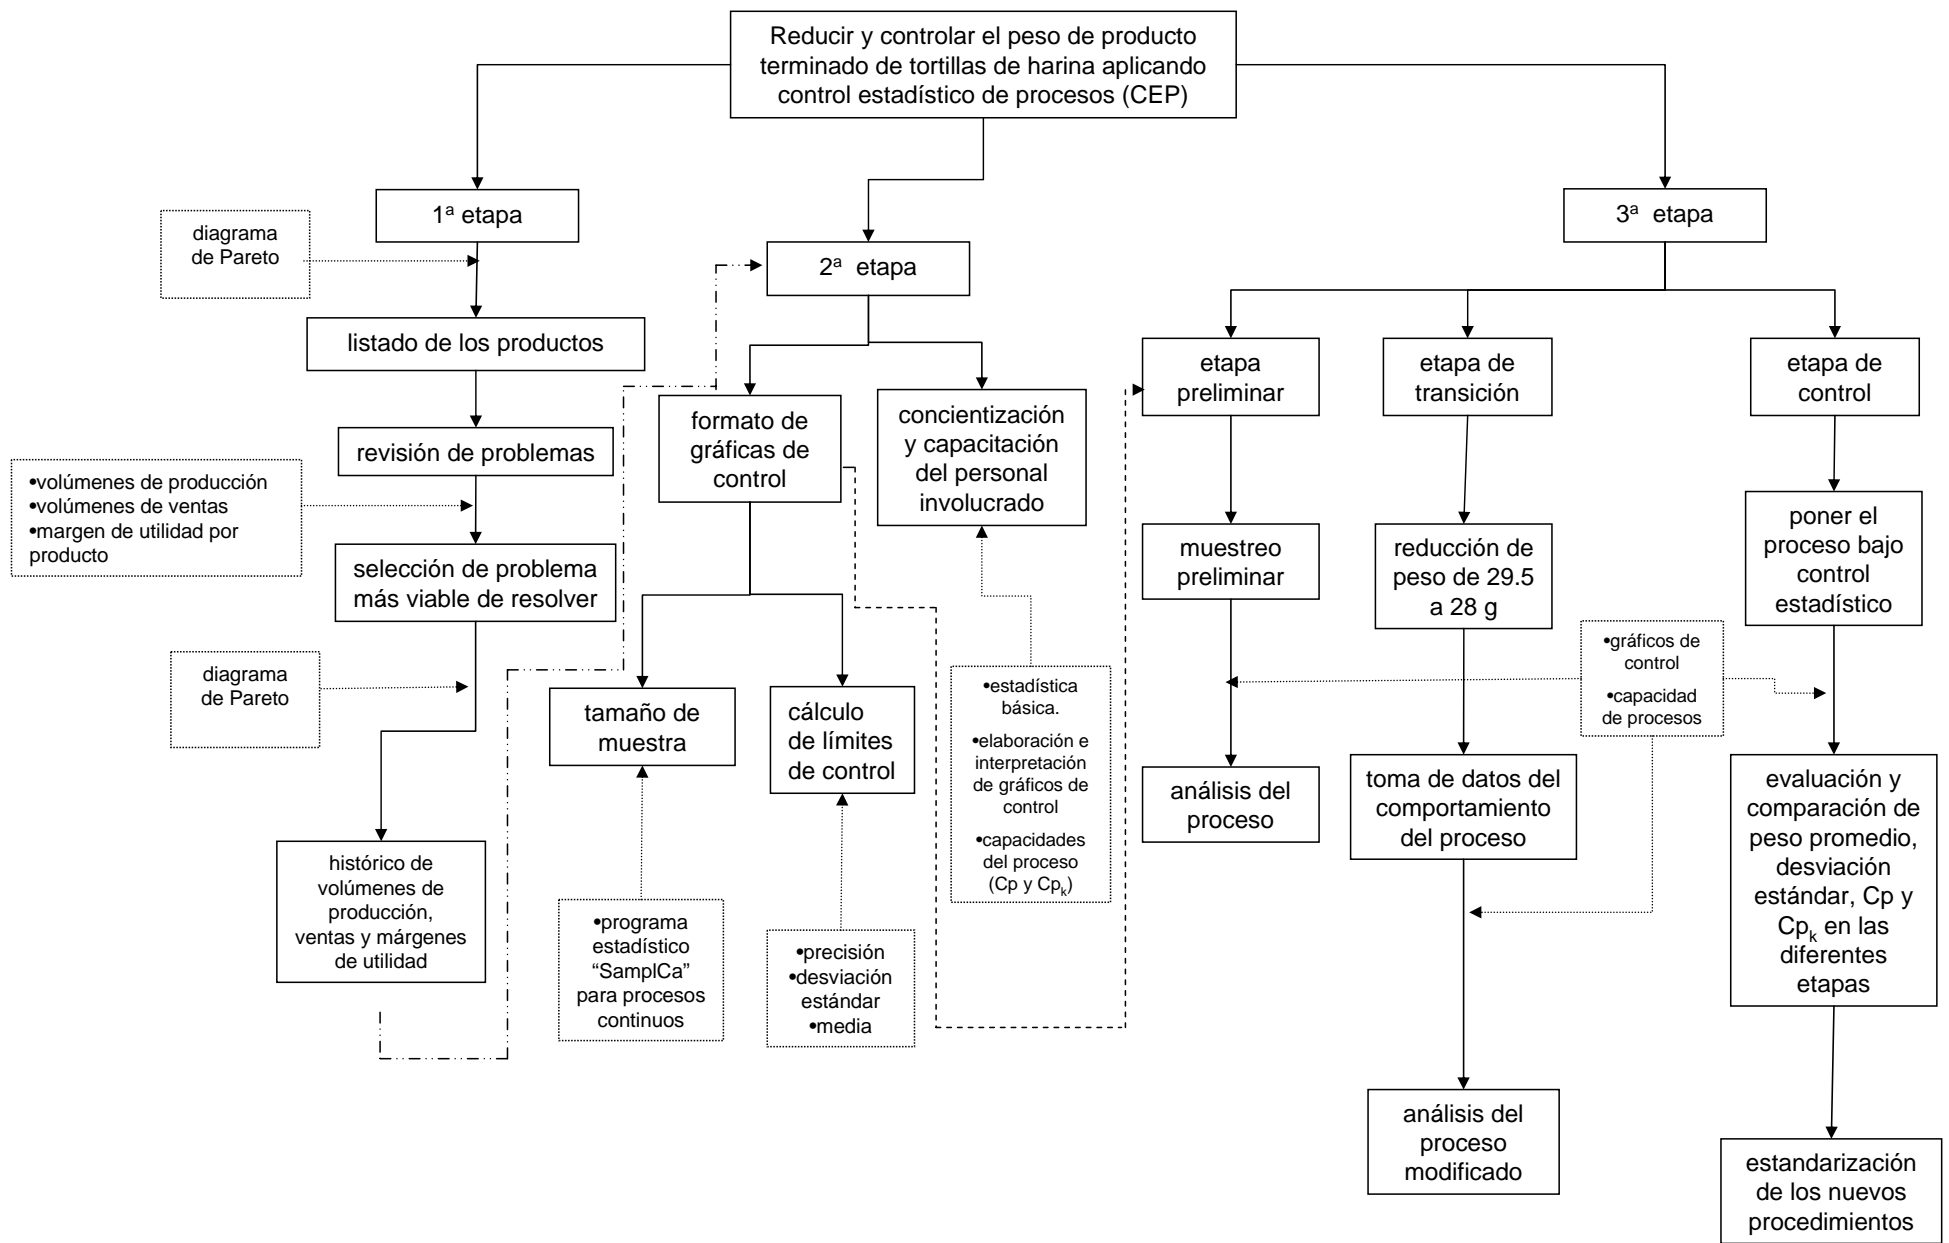 Reducir y controlar el peso de producto
terminado de tortillas de harina aplicando
control estadístico de procesos (CEP)
1ª etapa
diagrama
de Pareto
listado de los productos
revisión de problemas
•volúmenes de producción
•volúmenes de ventas
•margen de utilidad por
producto
selección de problema
más viable de resolver
diagrama
de Pareto
histórico de
volúmenes de
producción,
ventas y márgenes
de utilidad
2ª etapa
formato de
gráficas de
control
concientización
y capacitación
del personal
involucrado
tamaño de
muestra
cálculo
de límites
de control
•programa
estadístico
“SamplCa”
para procesos
continuos
•precisión
•desviación
estándar
•media
•estadística
básica.
•elaboración e
interpretación
de gráficos de
control
•capacidades
del proceso
(Cp y Cpk)
3ª etapa
etapa
preliminar
muestreo
preliminar
análisis del
proceso
etapa de
transición
reducción de
peso de 29.5
a 28 g
toma de datos del
comportamiento
del proceso
análisis del
proceso
modificado
•gráficos de
control
•capacidad
de procesos
etapa de
control
poner el
proceso bajo
control
estadístico
evaluación y
comparación de
peso promedio,
desviación
estándar, Cp y
Cpk en las
diferentes
etapas
estandarización
de los nuevos
procedimientos